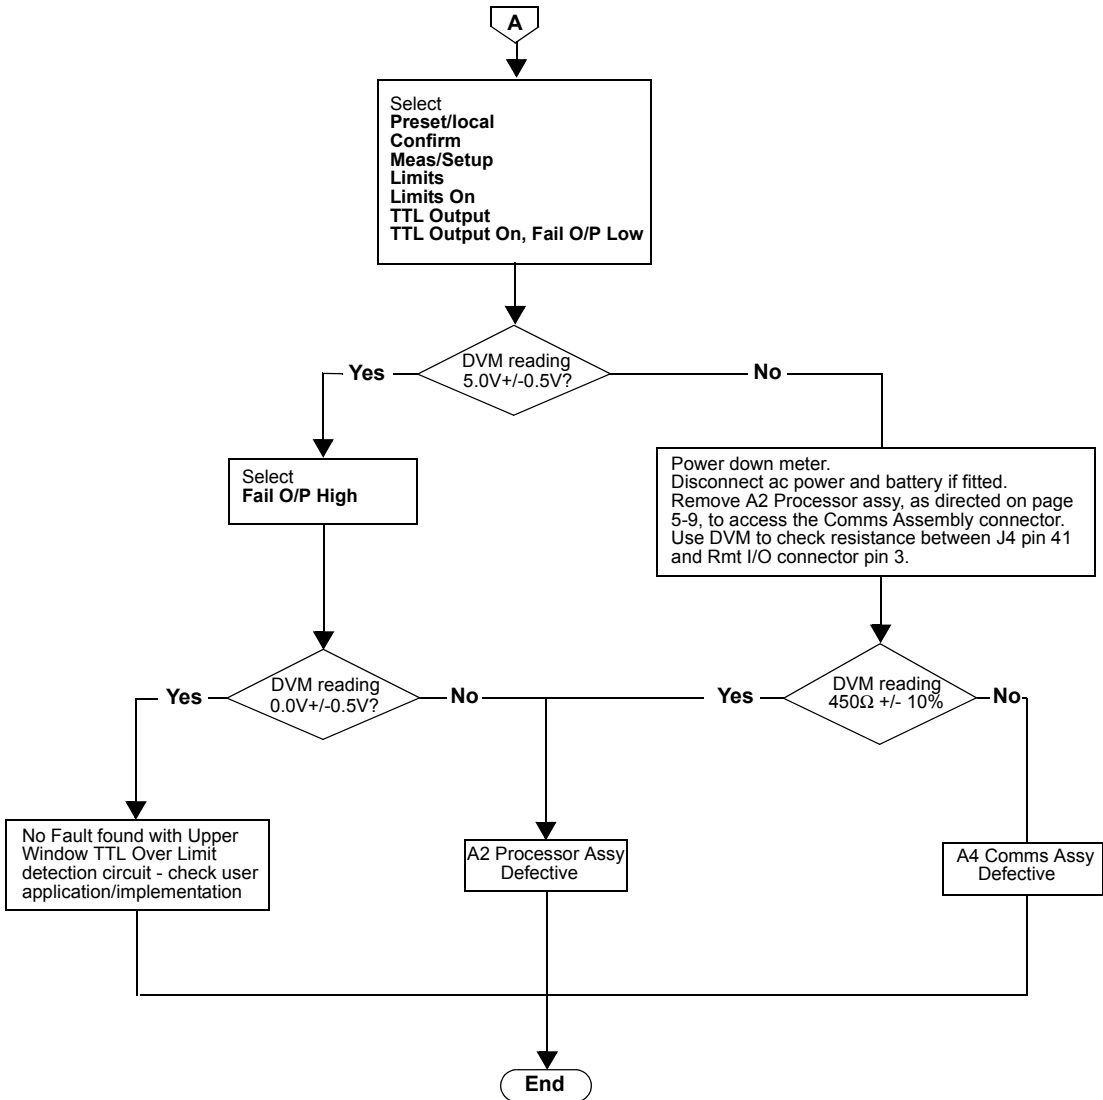 A
Select
Preset/local
Confirm
Meas/Setup
Limits
Limits On
TTL Output
TTL Output On, Fail O/P Low
DVM reading
5.0V+/-0.5V?
Yes
No
Select
Fail O/P High
Power down meter.
Disconnect ac power and battery if fitted.
Remove A2 Processor assy, as directed on page
5-9, to access the Comms Assembly connector.
Use DVM to check resistance between J4 pin 41
and Rmt I/O connector pin 3.
DVM reading
0.0V+/-0.5V?
Yes
No
DVM reading
450Ω +/- 10%
Yes
No
No Fault found with Upper
Window TTL Over Limit
detection circuit - check user
application/implementation
A2 Processor Assy
Defective
A4 Comms Assy
Defective
End